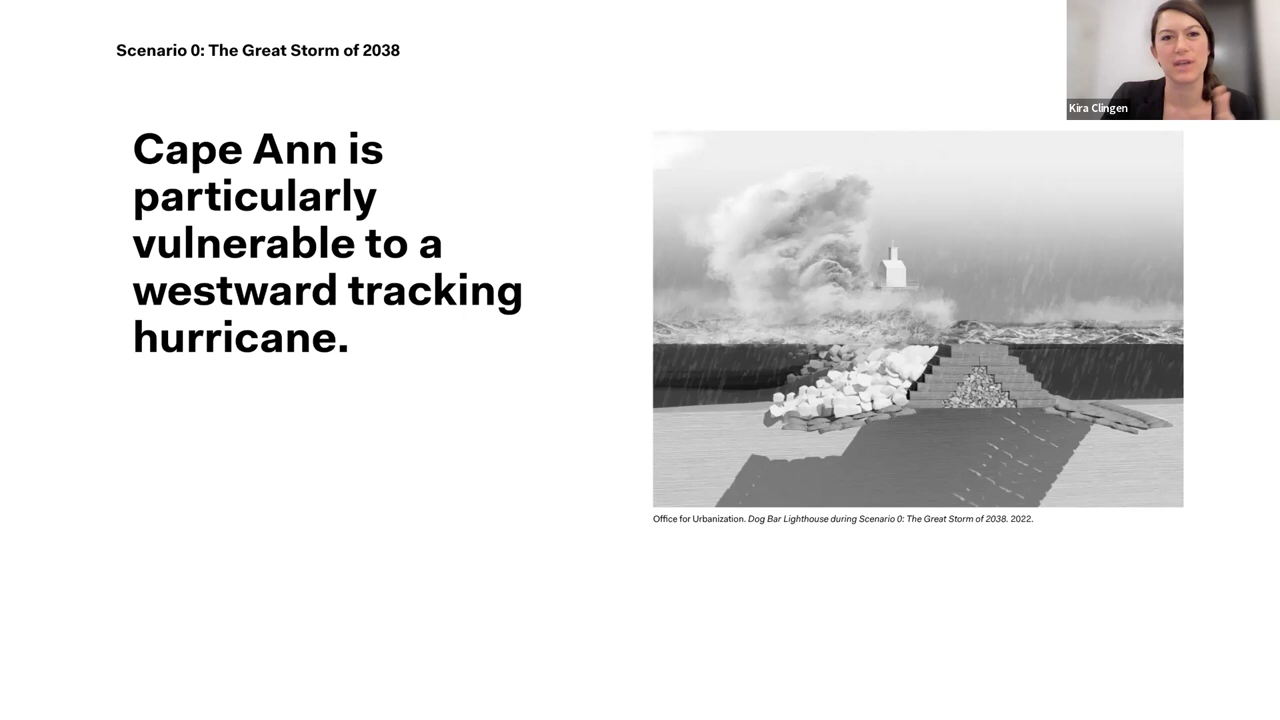 Scenario 0: The Great Storm of 2038
Kira Clingen
Cape Ann is
particularly
vulnerable to a
westward tracking
hurricane.
Office for Urbanization. Dog Bar Lighthouse during Scenario 0: The Great Storm of 2038. 2022.